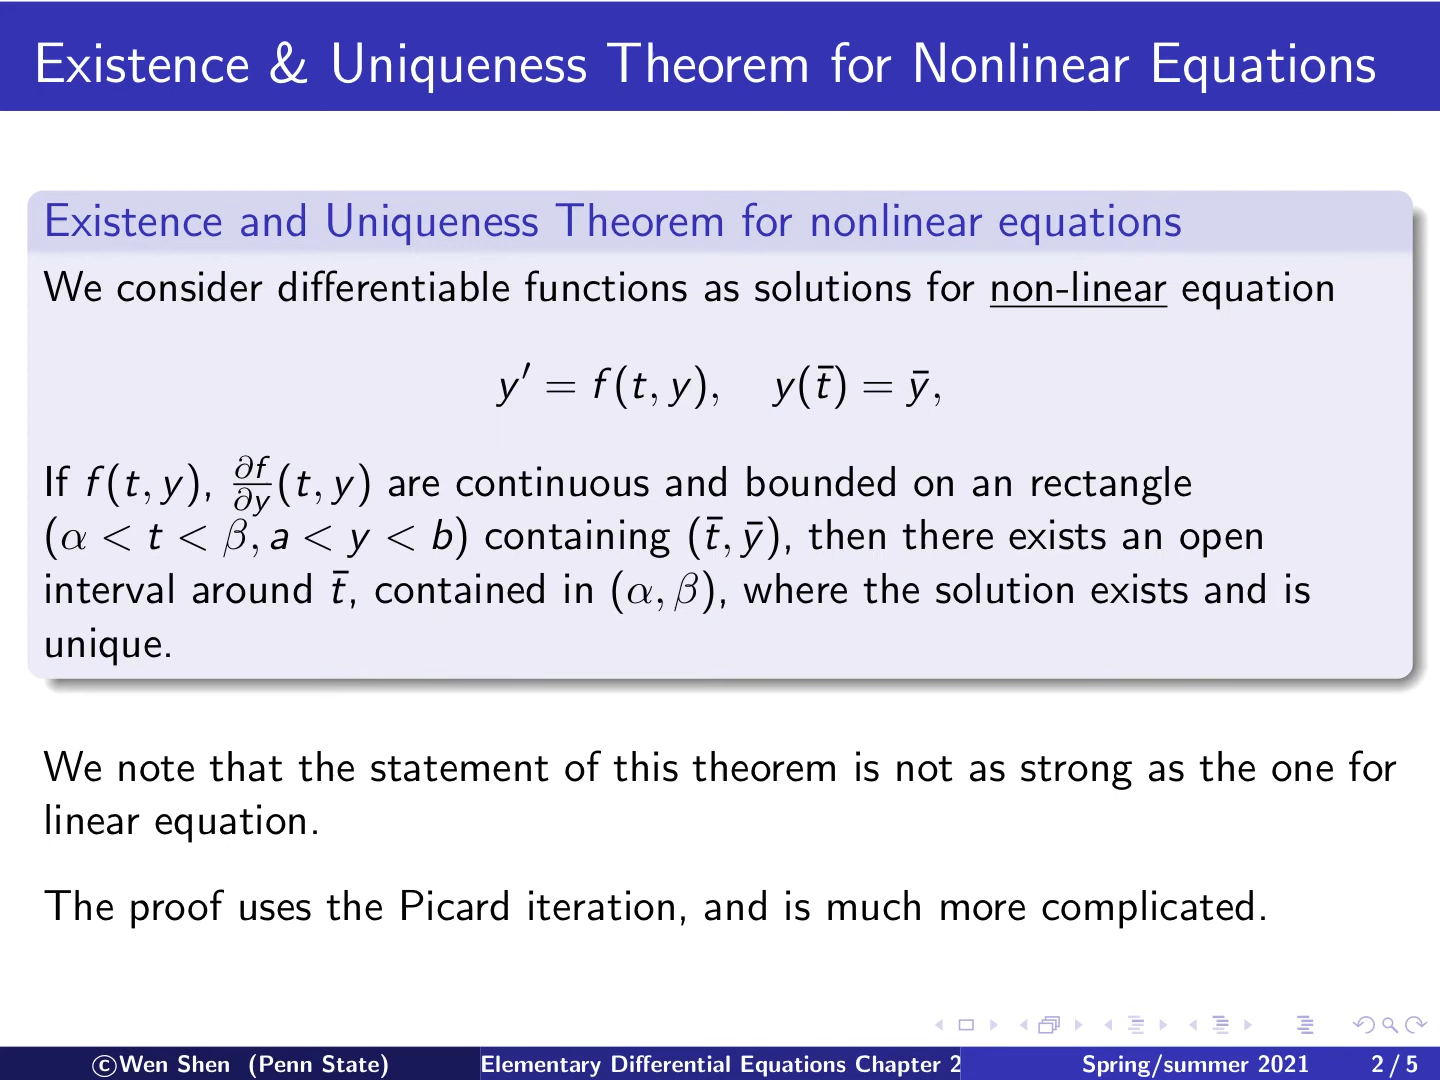 Existence & Uniqueness Theorem for Nonlinear Equations
Existence and Uniqueness Theorem for nonlinear equations
We consider differentiable functions as solutions for non-linear equation
y′ = f(t, y), y(t̄) = ȳ,
If f(t, y), ∂f/∂y(t, y) are continuous and bounded on an rectangle
(α < t < β, a < y < b) containing (t̄, ȳ), then there exists an open
interval around t̄, contained in (α, β), where the solution exists and is
unique.
We note that the statement of this theorem is not as strong as the one for
linear equation.
The proof uses the Picard iteration, and is much more complicated.
©Wen Shen (Penn State) Elementary Differential Equations Chapter 2 Spring/summer 2021 2 / 5